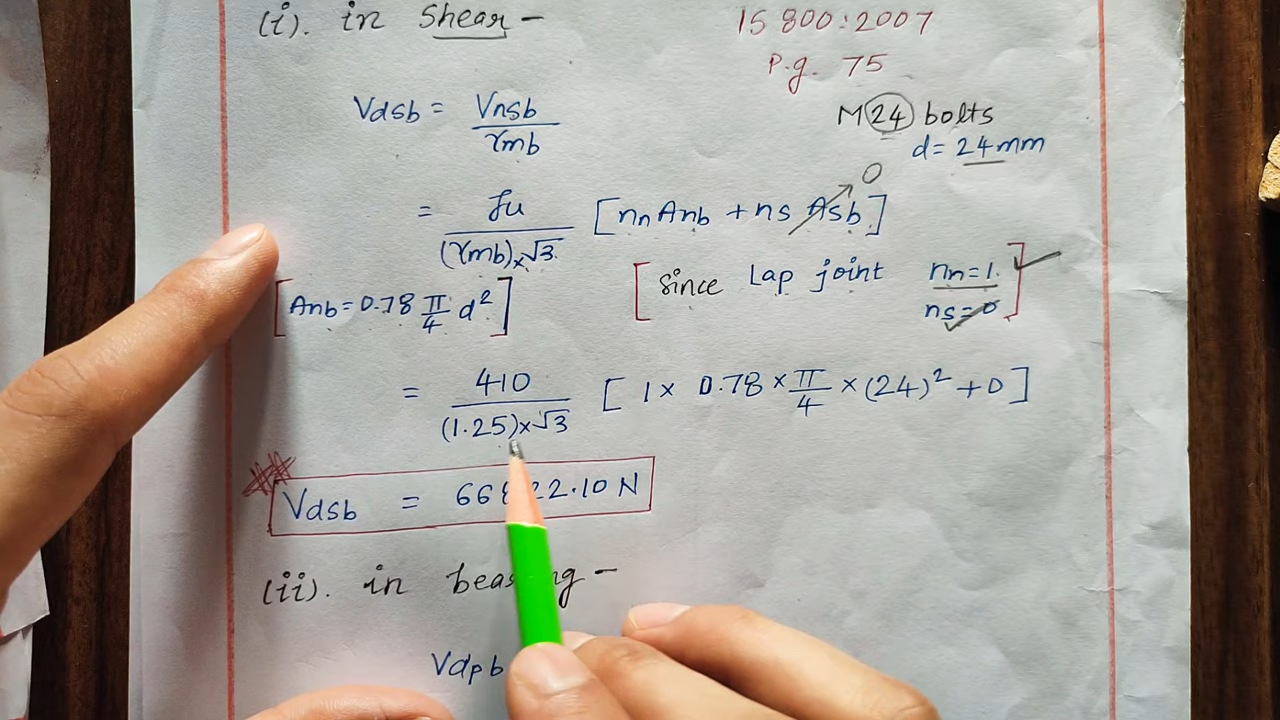 (i). in Shear –
IS 800:2007
P.g. 75
Vdsb = Vnsb / γmb
M24 bolts
d = 24mm
= fu / (γmb)×√3 [nn Anb + ns Asb] 0
[Anb = 0.78 π/4 d²]
[Since Lap joint nn=1.
ns=0]
= 410 / (1.25)×√3 [1 × 0.78 × π/4 × (24)² + 0]
Vdsb = 22.10 N
(ii). in –
Vdpb